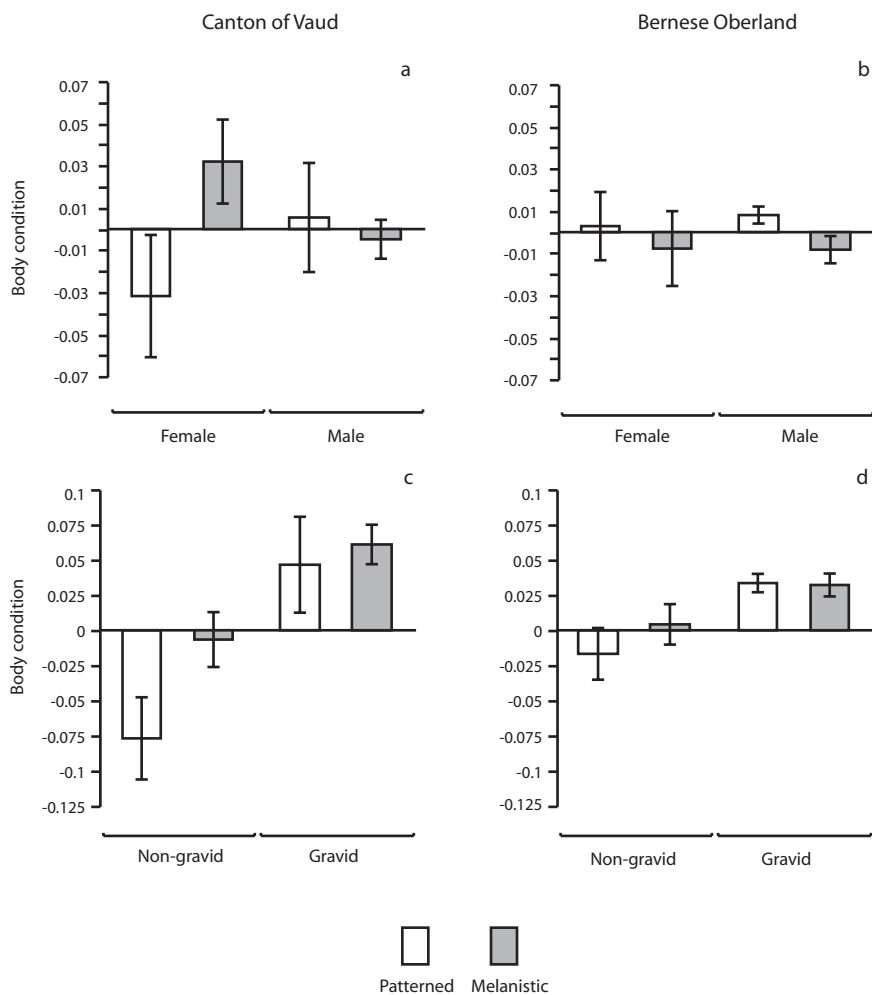 Canton of Vaud
Bernese Oberland
a
0.07
0.05
0.03
0.01
-0.01
-0.03
-0.05
-0.07
Body condition
Female
Male
b
0.07
0.05
0.03
0.01
-0.01
-0.03
-0.05
-0.07
Female
Male
c
0.1
0.075
0.05
0.025
0
-0.025
-0.05
-0.075
-0.1
-0.125
Body condition
Non-gravid
Gravid
d
0.1
0.075
0.05
0.025
0
-0.025
-0.05
-0.075
-0.1
-0.125
Non-gravid
Gravid
Patterned
Melanistic